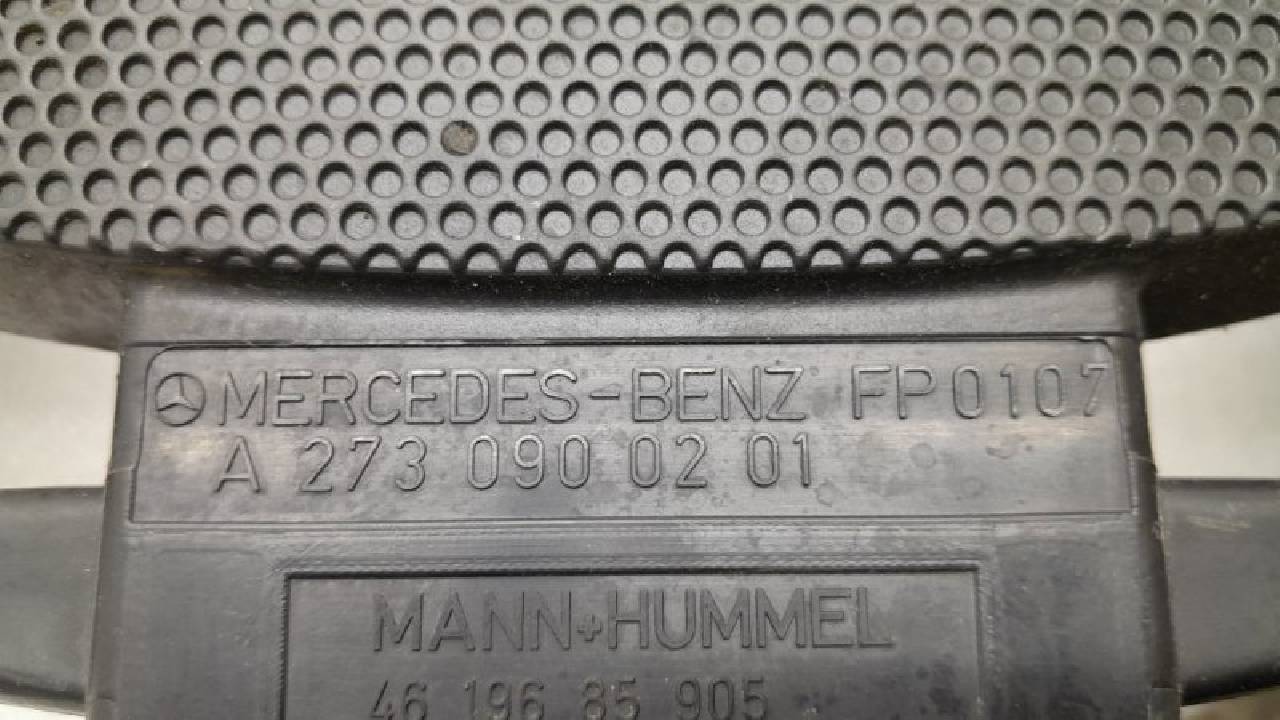 MERCEDES-BENZ FP0107
A 273 090 02 01
MANN+HUMMEL
46 196 85 905